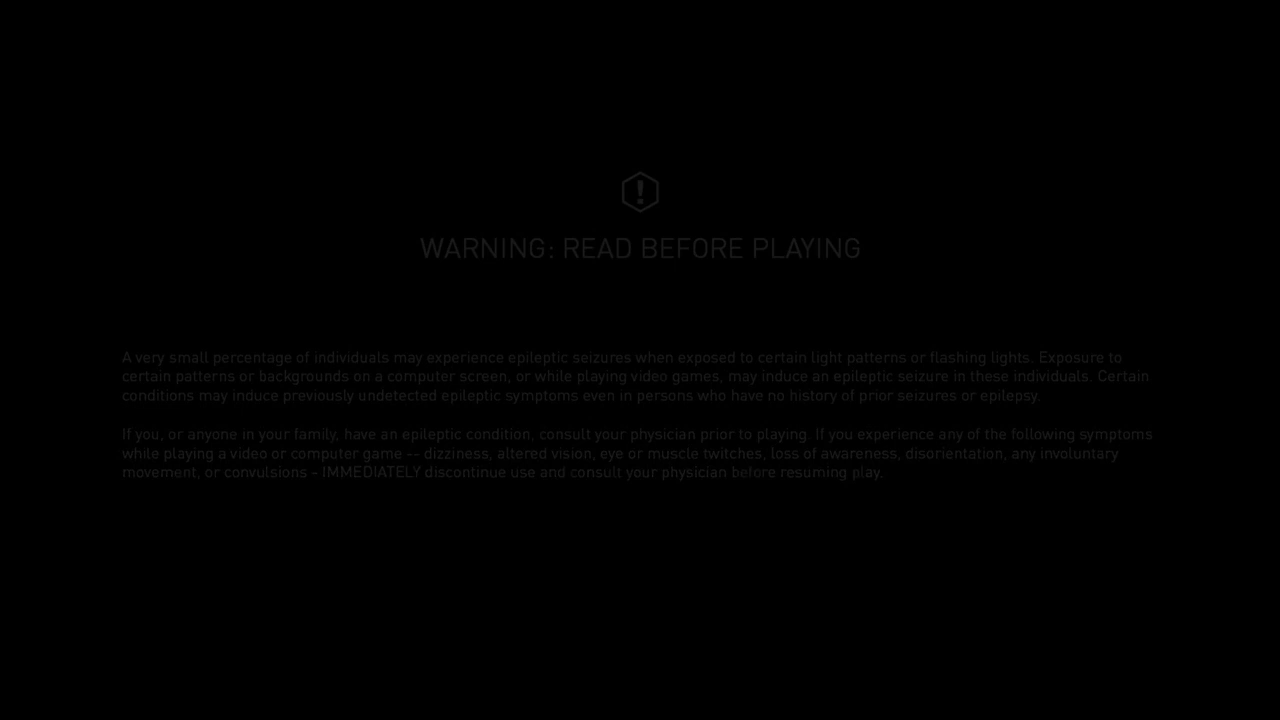 WARNING: READ BEFORE PLAYING
A very small percentage of individuals may experience epileptic seizures when exposed to certain light patterns or flashing lights. Exposure to
certain patterns or backgrounds on a computer screen, or while playing video games, may induce an epileptic seizure in these individuals. Certain
conditions may induce previously undetected epileptic symptoms even in persons who have no history of prior seizures or epilepsy.
If you, or anyone in your family, have an epileptic condition, consult your physician prior to playing. If you experience any of the following symptoms
while playing a video or computer game -- dizziness, altered vision, eye or muscle twitches, loss of awareness, disorientation, any involuntary
movement, or convulsions – IMMEDIATELY discontinue use and consult your physician before resuming play.